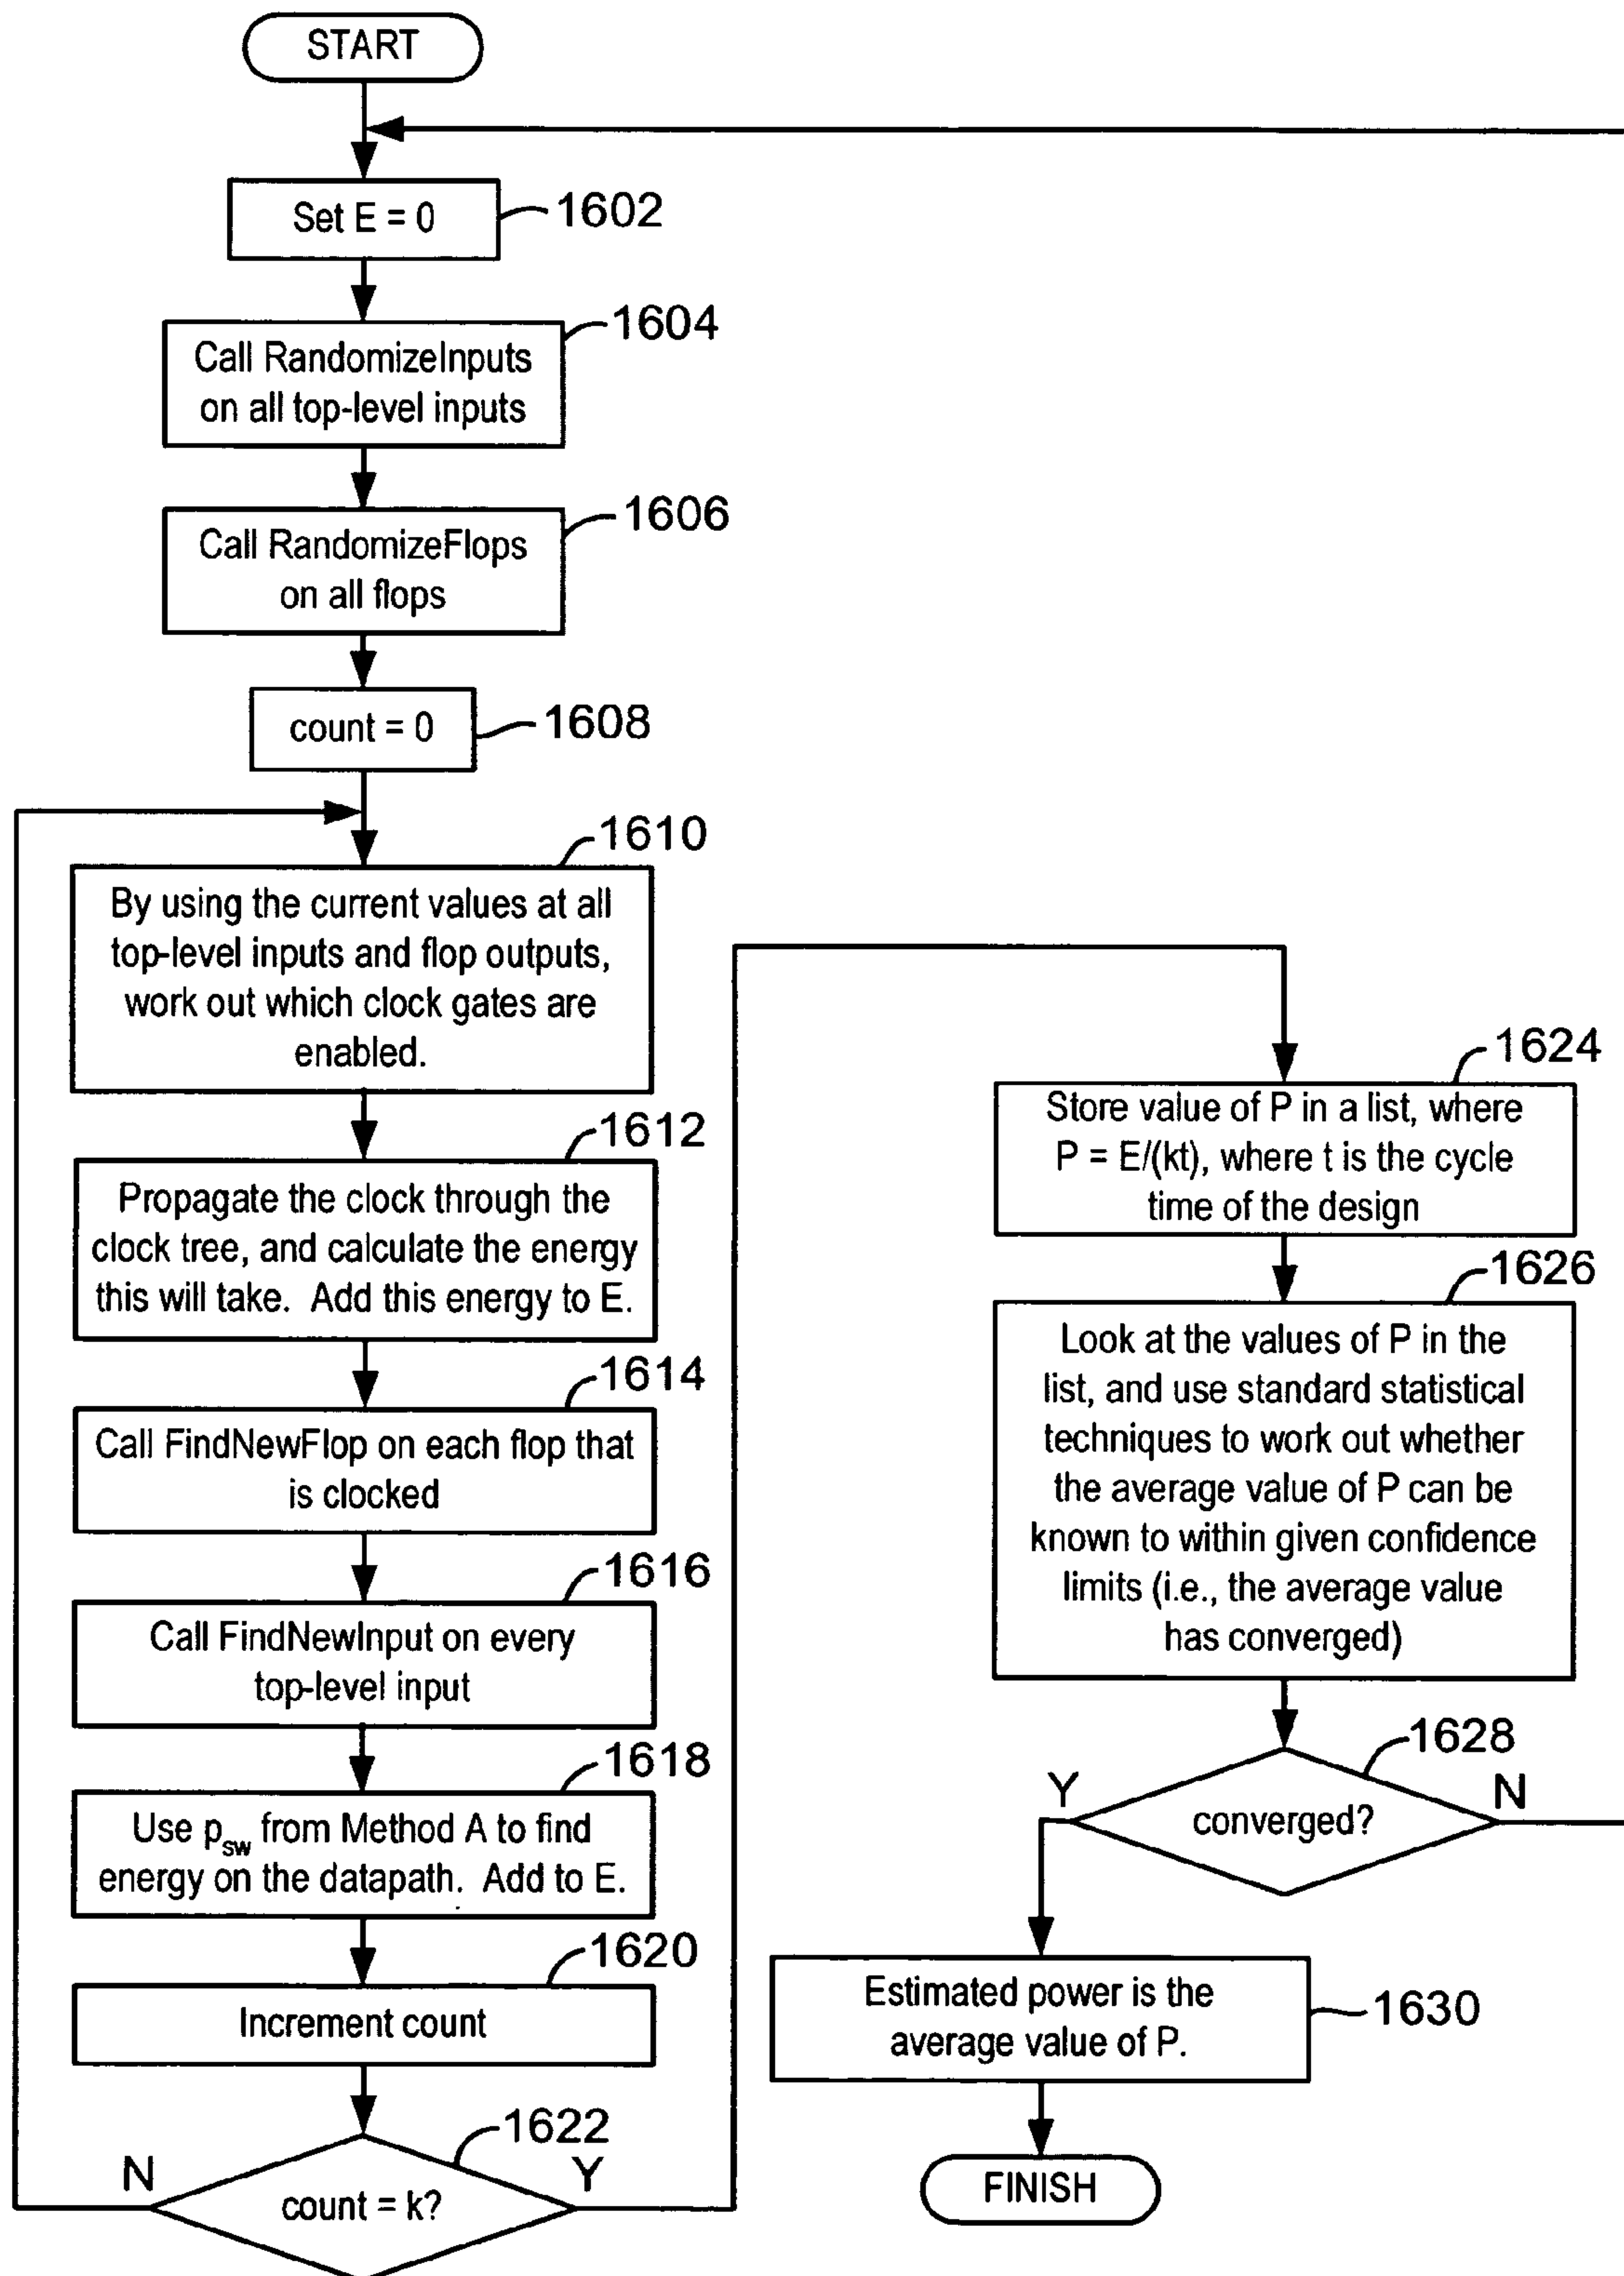 START
Set E = 0
1602
Call RandomizeInputs
on all top-level inputs
1604
Call RandomizeFlops
on all flops
1606
count = 0
1608
1610
By using the current values at all
top-level inputs and flop outputs,
work out which clock gates are
enabled.
1612
Propagate the clock through the
clock tree, and calculate the energy
this will take. Add this energy to E.
1614
Call FindNewFlop on each flop that
is clocked
1616
Call FindNewInput on every
top-level input
1618
Use psw from Method A to find
energy on the datapath. Add to E.
1620
Increment count
1622
N
count = k?
Y
1624
Store value of P in a list, where
P = E/(kt), where t is the cycle
time of the design
1626
Look at the values of P in the
list, and use standard statistical
techniques to work out whether
the average value of P can be
known to within given confidence
limits (i.e., the average value
has converged)
1628
Y
converged?
N
Estimated power is the
average value of P.
1630
FINISH